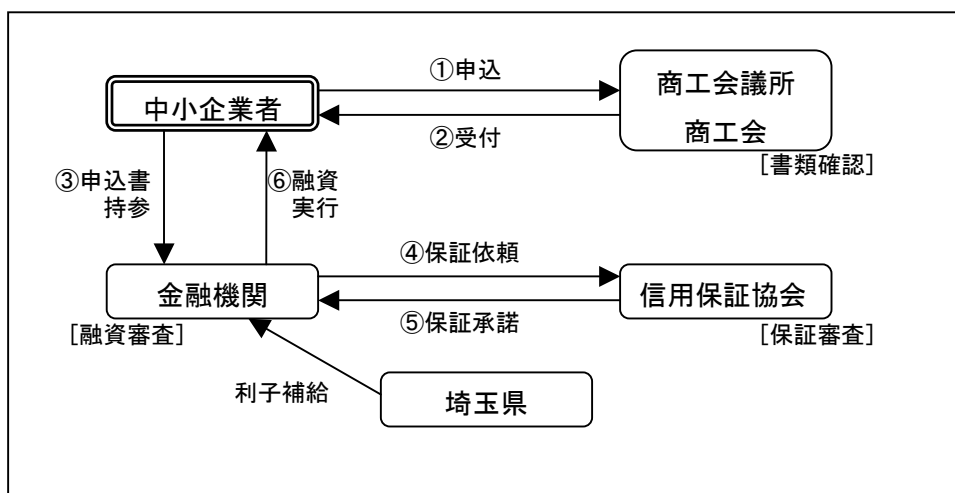 ①申込
中小企業者
商工会議所
商工会
②受付
[書類確認]
③申込書
持参
⑥融資
実行
④保証依頼
金融機関
信用保証協会
[融資審査]
⑤保証承諾
[保証審査]
利子補給
埼玉県